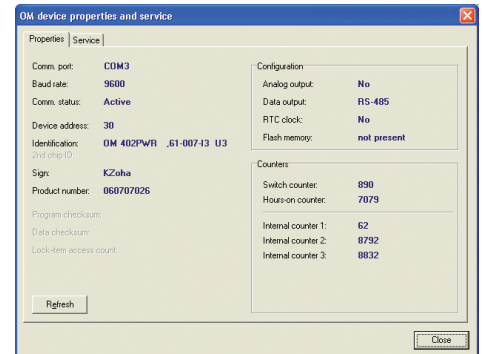 OM device properties and service
Properties Service
Comm. port: COM3
Baud rate: 9600
Comm. status: Active
Device address: 30
Identification: OM 402PWR ,61-007-I3 U3
2nd chip ID:
Sign: KZoha
Product number: 060707026
Program checksum:
Data checksum:
Lock-item access count:
Refresh
Configuration
Analog output: No
Data output: RS-485
RTC clock: No
Flash memory: not present
Counters
Switch counter: 890
Hours-on counter: 7079
Internal counter 1: 62
Internal counter 2: 8792
Internal counter 3: 8832
Close